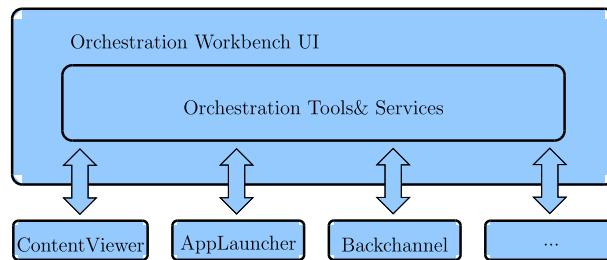 Orchestration Workbench UI
Orchestration Tools& Services
ContentViewer AppLauncher Backchannel ...